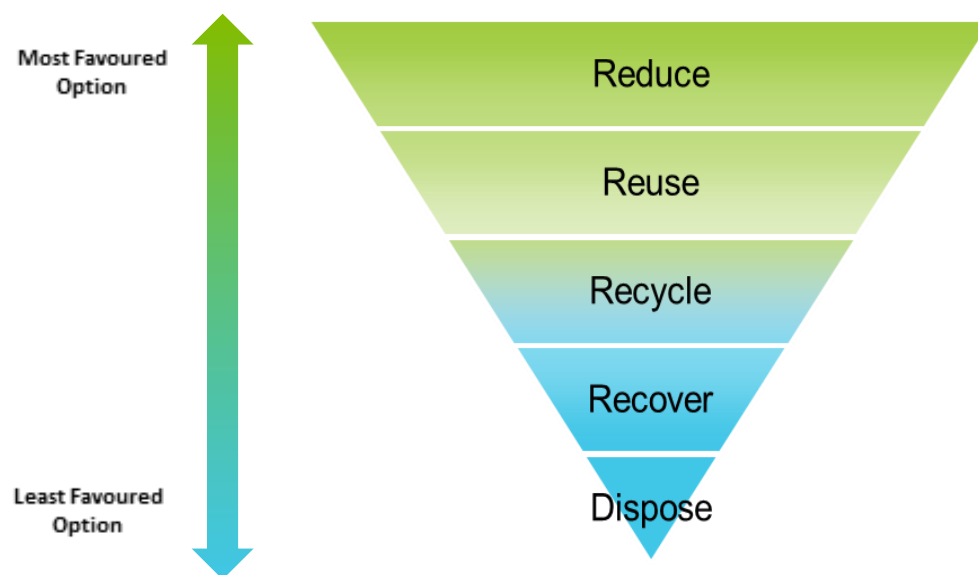 Most Favoured
Option
Reduce
Reuse
Recycle
Recover
Least Favoured
Option
Dispose